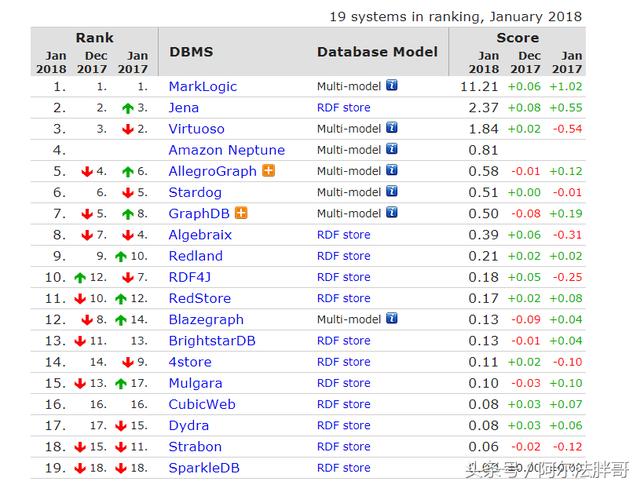 19 systems in ranking, January 2018
Rank DBMS Database Model Score
Jan 2018 Dec 2017 Jan 2017 Jan 2018 Dec 2017 Jan 2017
1. 1. 1. MarkLogic Multi-model 11.21 +0.06 +1.02
2. 2. 3. Jena RDF store 2.37 +0.08 +0.55
3. 3. 2. Virtuoso Multi-model 1.84 +0.02 -0.54
4. Amazon Neptune Multi-model 0.81
5. 4. 6. AllegroGraph Multi-model 0.58 -0.01 +0.12
6. 6. 5. Stardog Multi-model 0.51 +0.00 -0.01
7. 5. 8. GraphDB Multi-model 0.50 -0.08 +0.19
8. 7. 4. Algebraix RDF store 0.39 +0.06 -0.31
9. 9. 10. Redland RDF store 0.21 +0.02 +0.02
10. 12. 7. RDF4J RDF store 0.18 +0.05 -0.25
11. 10. 12. RedStore RDF store 0.17 +0.02 +0.08
12. 8. 14. Blazegraph Multi-model 0.13 -0.09 +0.04
13. 11. 13. BrightstarDB RDF store 0.13 -0.01 +0.04
14. 14. 9. 4store RDF store 0.11 +0.02 -0.10
15. 13. 17. Mulgara RDF store 0.10 -0.03 +0.10
16. 16. 16. CubicWeb RDF store 0.08 +0.03 +0.07
17. 17. 15. Dydra RDF store 0.08 +0.03 +0.06
18. 15. 11. Strabon RDF store 0.06 -0.02 -0.12
19. 18. 18. SparkleDB RDF store
头条号 / 阿尔法胖哥